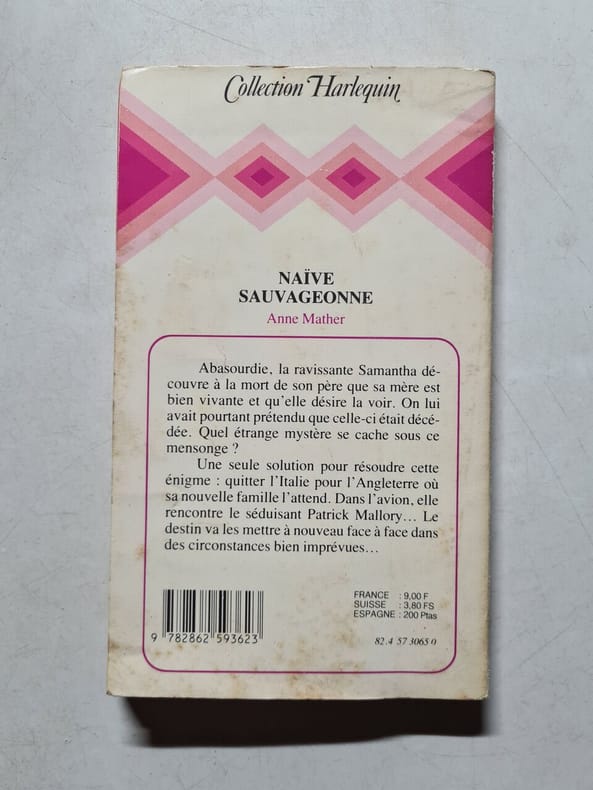 Collection Harlequin
NAÏVE
SAUVAGEONNE
Anne Mather
Abasourdie, la ravissante Samantha dé-
couvre à la mort de son père que sa mère est
bien vivante et qu'elle désire la voir. On lui
avait pourtant prétendu que celle-ci était décé-
dée. Quel étrange mystère se cache sous ce
mensonge ?
Une seule solution pour résoudre cette
énigme : quitter l'Italie pour l'Angleterre où
sa nouvelle famille l'attend. Dans l'avion, elle
rencontre le séduisant Patrick Mallory... Le
destin va les mettre à nouveau face à face dans
des circonstances bien imprévues...
FRANCE : 9,00 F
SUISSE : 3,80 FS
ESPAGNE : 200 Ptas
9 782862 593623
82.4 57 3065 0